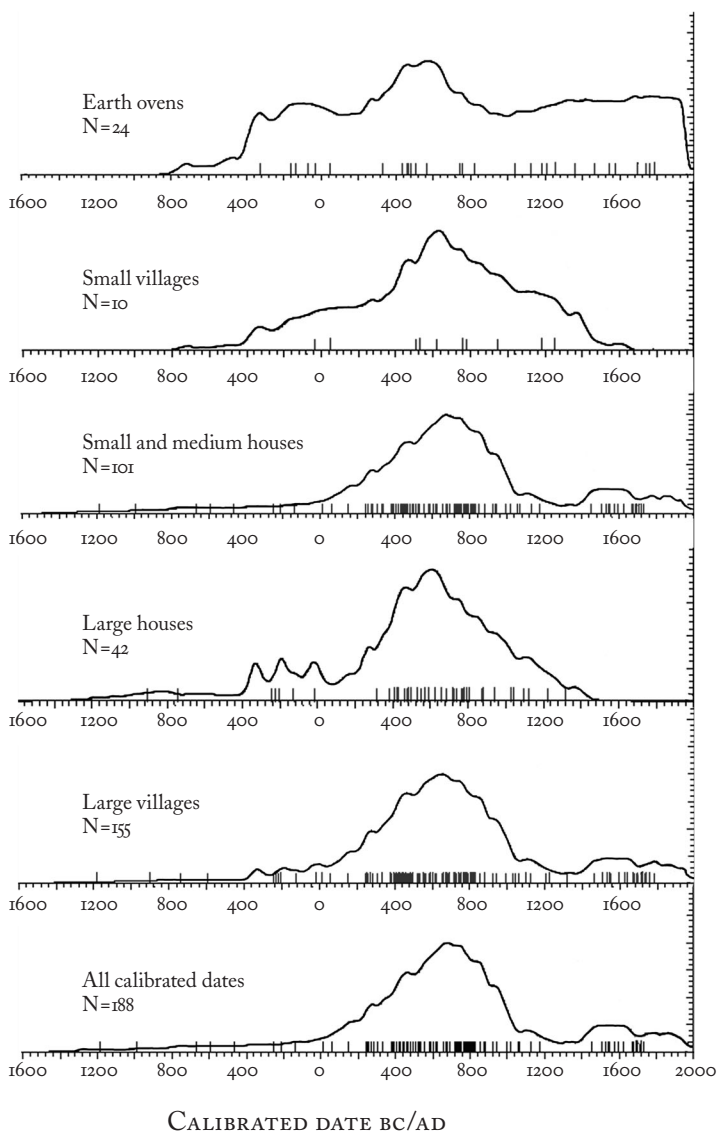 Earth ovens
N=24
1600 1200 800 400 0 400 800 1200 1600
Small villages
N=10
1600 1200 800 400 0 400 800 1200 1600
Small and medium houses
N=101
1600 1200 800 400 0 400 800 1200 1600
Large houses
N=42
1600 1200 800 400 0 400 800 1200 1600
Large villages
N=155
1600 1200 800 400 0 400 800 1200 1600
All calibrated dates
N=188
1600 1200 800 400 0 400 800 1200 1600 2000
CALIBRATED DATE BC/AD